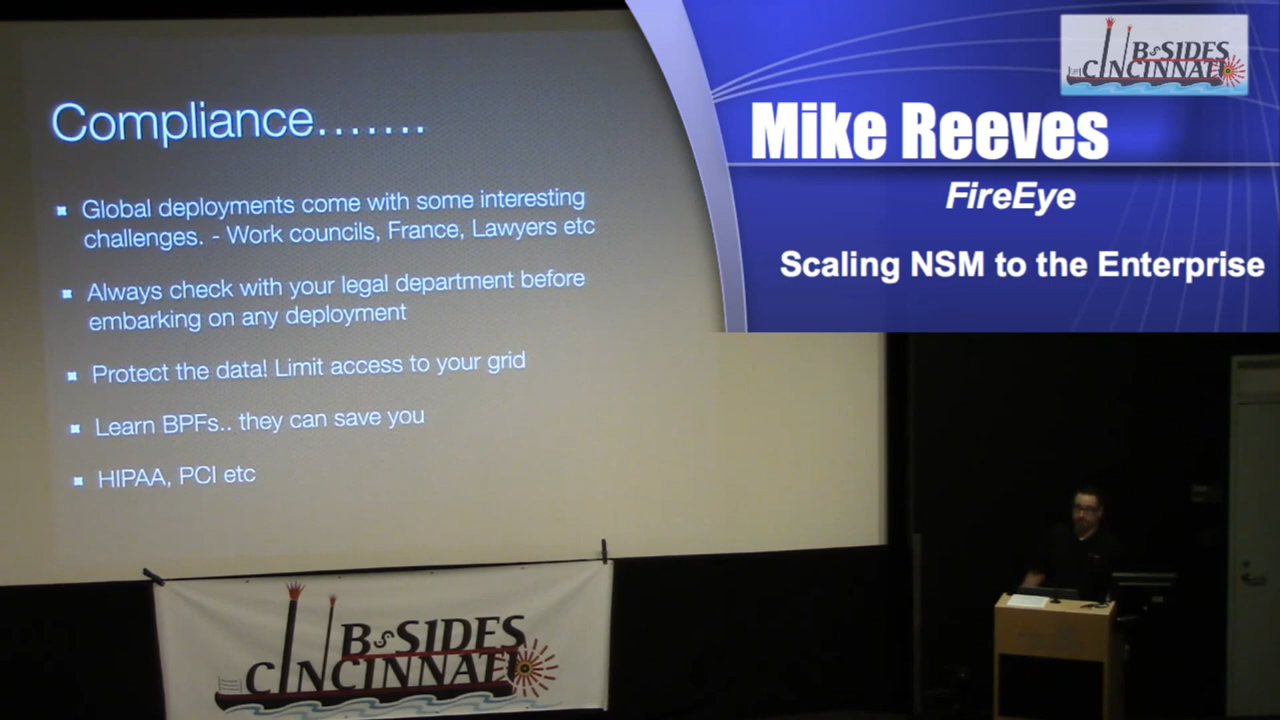 Compliance.......
Global deployments come with some interesting
challenges. - Work councils, France, Lawyers etc
Always check with your legal department before
embarking on any deployment
Protect the data! Limit access to your grid
Learn BPFs.. they can save you
HIPAA, PCI etc
B-SIDES
CINCINNATI
Mike Reeves
FireEye
Scaling NSM to the Enterprise
B-SIDES
CINCINNATI